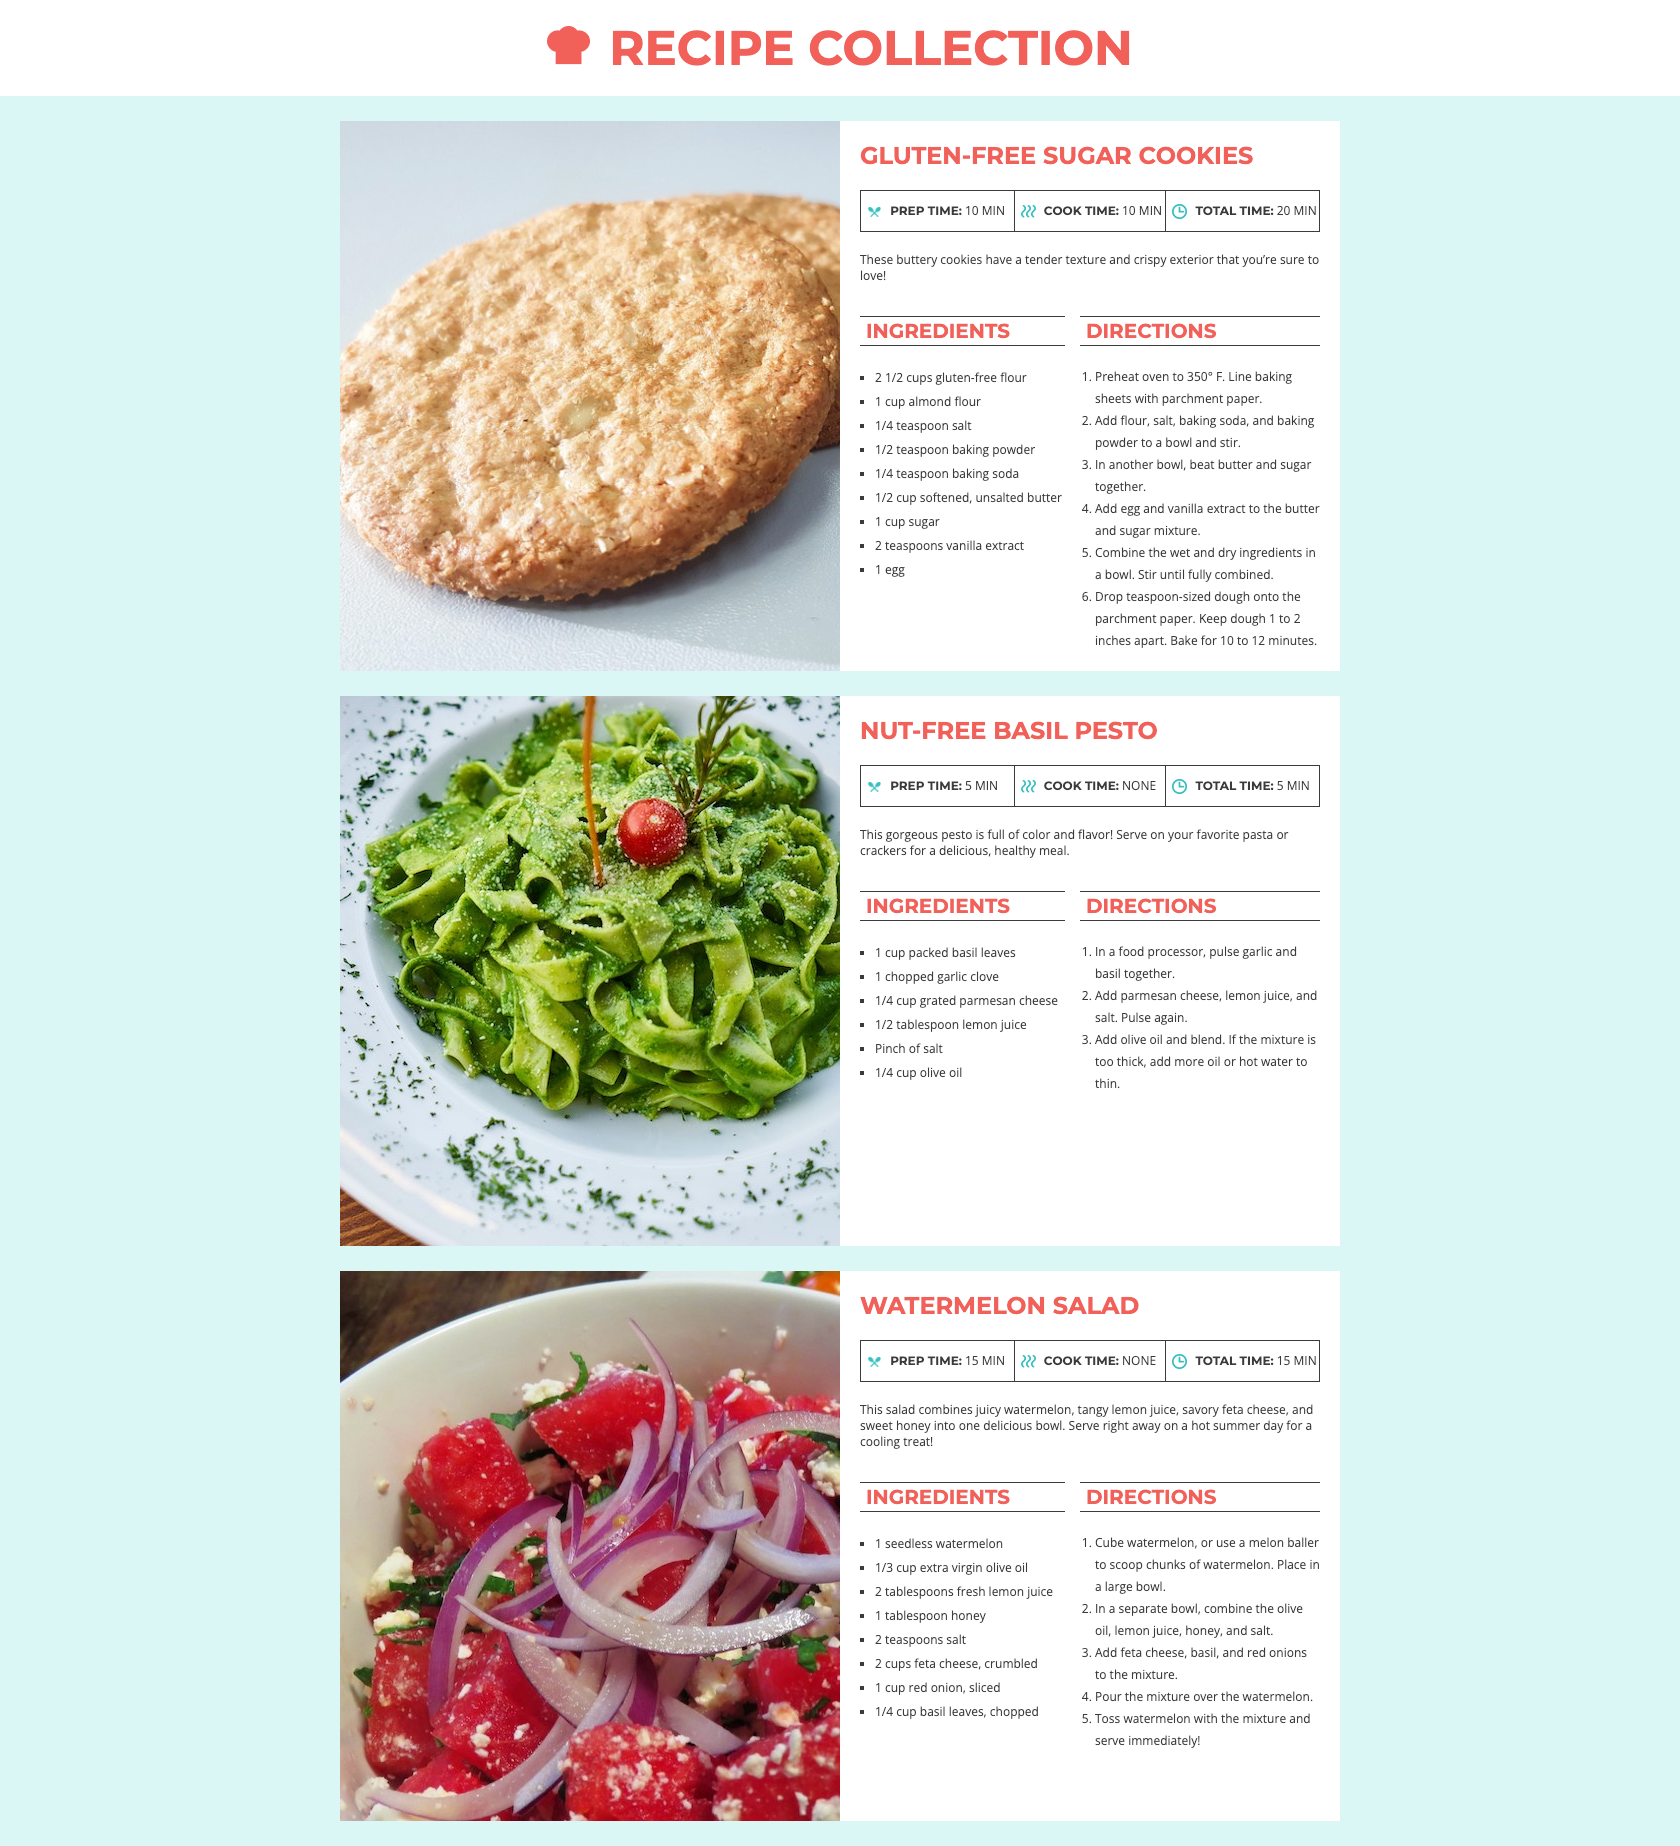 RECIPE COLLECTION
GLUTEN-FREE SUGAR COOKIES
PREP TIME: 10 MIN COOK TIME: 10 MIN TOTAL TIME: 20 MIN
These buttery cookies have a tender texture and crispy exterior that you’re sure to
love!
INGREDIENTS
2 1/2 cups gluten-free flour
1 cup almond flour
1/4 teaspoon salt
1/2 teaspoon baking powder
1/4 teaspoon baking soda
1/2 cup softened, unsalted butter
1 cup sugar
2 teaspoons vanilla extract
1 egg
DIRECTIONS
1. Preheat oven to 350° F. Line baking
sheets with parchment paper.
2. Add flour, salt, baking soda, and baking
powder to a bowl and stir.
3. In another bowl, beat butter and sugar
together.
4. Add egg and vanilla extract to the butter
and sugar mixture.
5. Combine the wet and dry ingredients in
a bowl. Stir until fully combined.
6. Drop teaspoon-sized dough onto the
parchment paper. Keep dough 1 to 2
inches apart. Bake for 10 to 12 minutes.
NUT-FREE BASIL PESTO
PREP TIME: 5 MIN COOK TIME: NONE TOTAL TIME: 5 MIN
This gorgeous pesto is full of color and flavor! Serve on your favorite pasta or
crackers for a delicious, healthy meal.
INGREDIENTS
1 cup packed basil leaves
1 chopped garlic clove
1/4 cup grated parmesan cheese
1/2 tablespoon lemon juice
Pinch of salt
1/4 cup olive oil
DIRECTIONS
1. In a food processor, pulse garlic and
basil together.
2. Add parmesan cheese, lemon juice, and
salt. Pulse again.
3. Add olive oil and blend. If the mixture is
too thick, add more oil or hot water to
thin.
WATERMELON SALAD
PREP TIME: 15 MIN COOK TIME: NONE TOTAL TIME: 15 MIN
This salad combines juicy watermelon, tangy lemon juice, savory feta cheese, and
sweet honey into one delicious bowl. Serve right away on a hot summer day for a
cooling treat!
INGREDIENTS
1 seedless watermelon
1/3 cup extra virgin olive oil
2 tablespoons fresh lemon juice
1 tablespoon honey
2 teaspoons salt
2 cups feta cheese, crumbled
1 cup red onion, sliced
1/4 cup basil leaves, chopped
DIRECTIONS
1. Cube watermelon, or use a melon baller
to scoop chunks of watermelon. Place in
a large bowl.
2. In a separate bowl, combine the olive
oil, lemon juice, honey, and salt.
3. Add feta cheese, basil, and red onions
to the mixture.
4. Pour the mixture over the watermelon.
5. Toss watermelon with the mixture and
serve immediately!